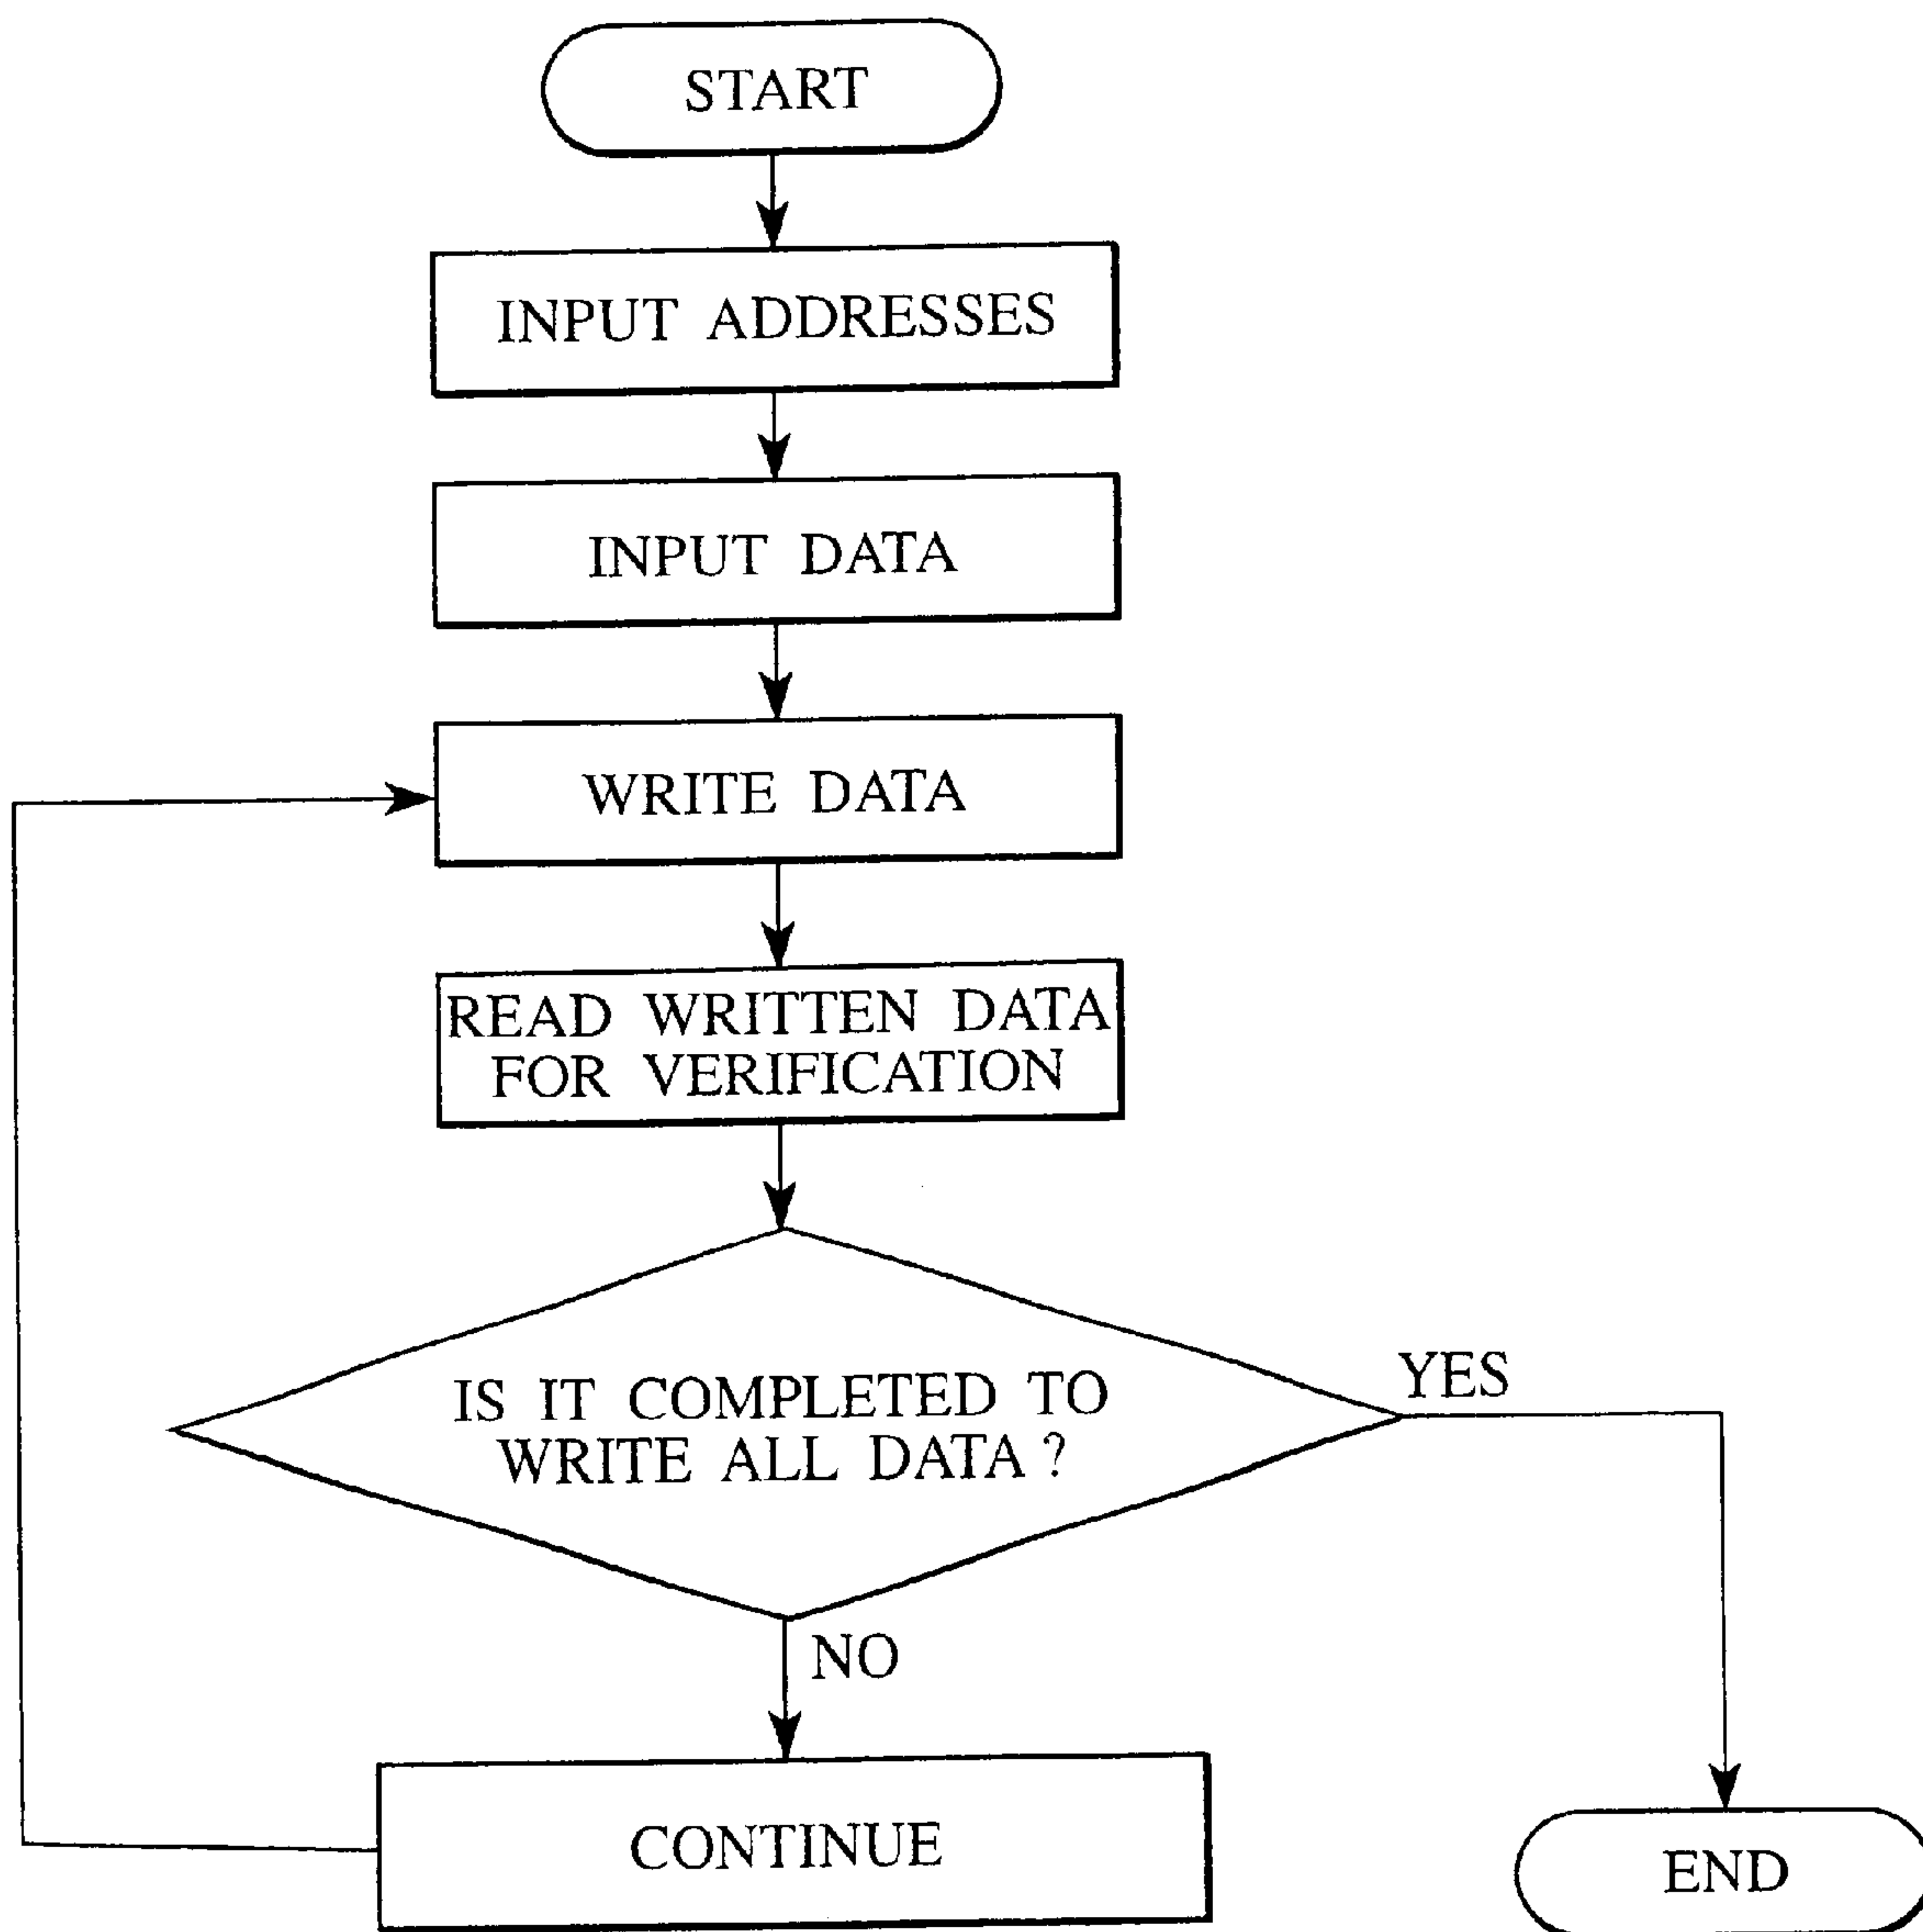 START
INPUT ADDRESSES
INPUT DATA
WRITE DATA
READ WRITTEN DATA
FOR VERIFICATION
IS IT COMPLETED TO
WRITE ALL DATA ?
YES
NO
CONTINUE
END